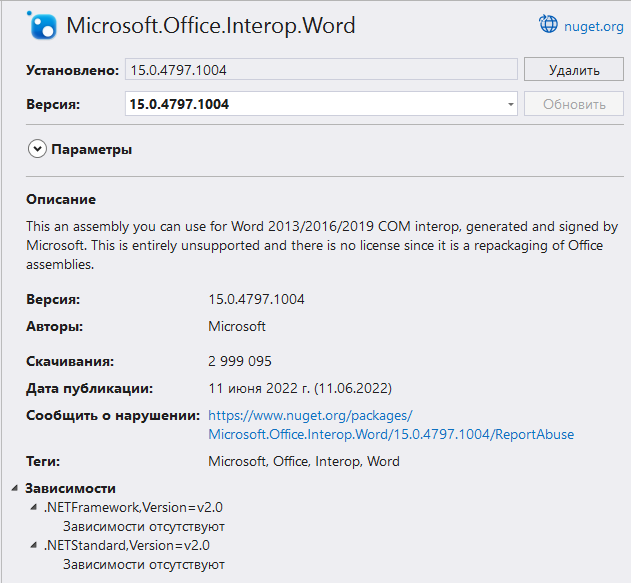 Microsoft.Office.Interop.Word
nuget.org
Установлено: 15.0.4797.1004 Удалить
Версия: 15.0.4797.1004 Обновить
Параметры
Описание
This an assembly you can use for Word 2013/2016/2019 COM interop, generated and signed by
Microsoft. This is entirely unsupported and there is no license since it is a repackaging of Office
assemblies.
Версия: 15.0.4797.1004
Авторы: Microsoft
Скачивания: 2 999 095
Дата публикации: 11 июня 2022 г. (11.06.2022)
Сообщить о нарушении: https://www.nuget.org/packages/
Microsoft.Office.Interop.Word/15.0.4797.1004/ReportAbuse
Теги: Microsoft, Office, Interop, Word
Зависимости
.NETFramework,Version=v2.0
Зависимости отсутствуют
.NETStandard,Version=v2.0
Зависимости отсутствуют